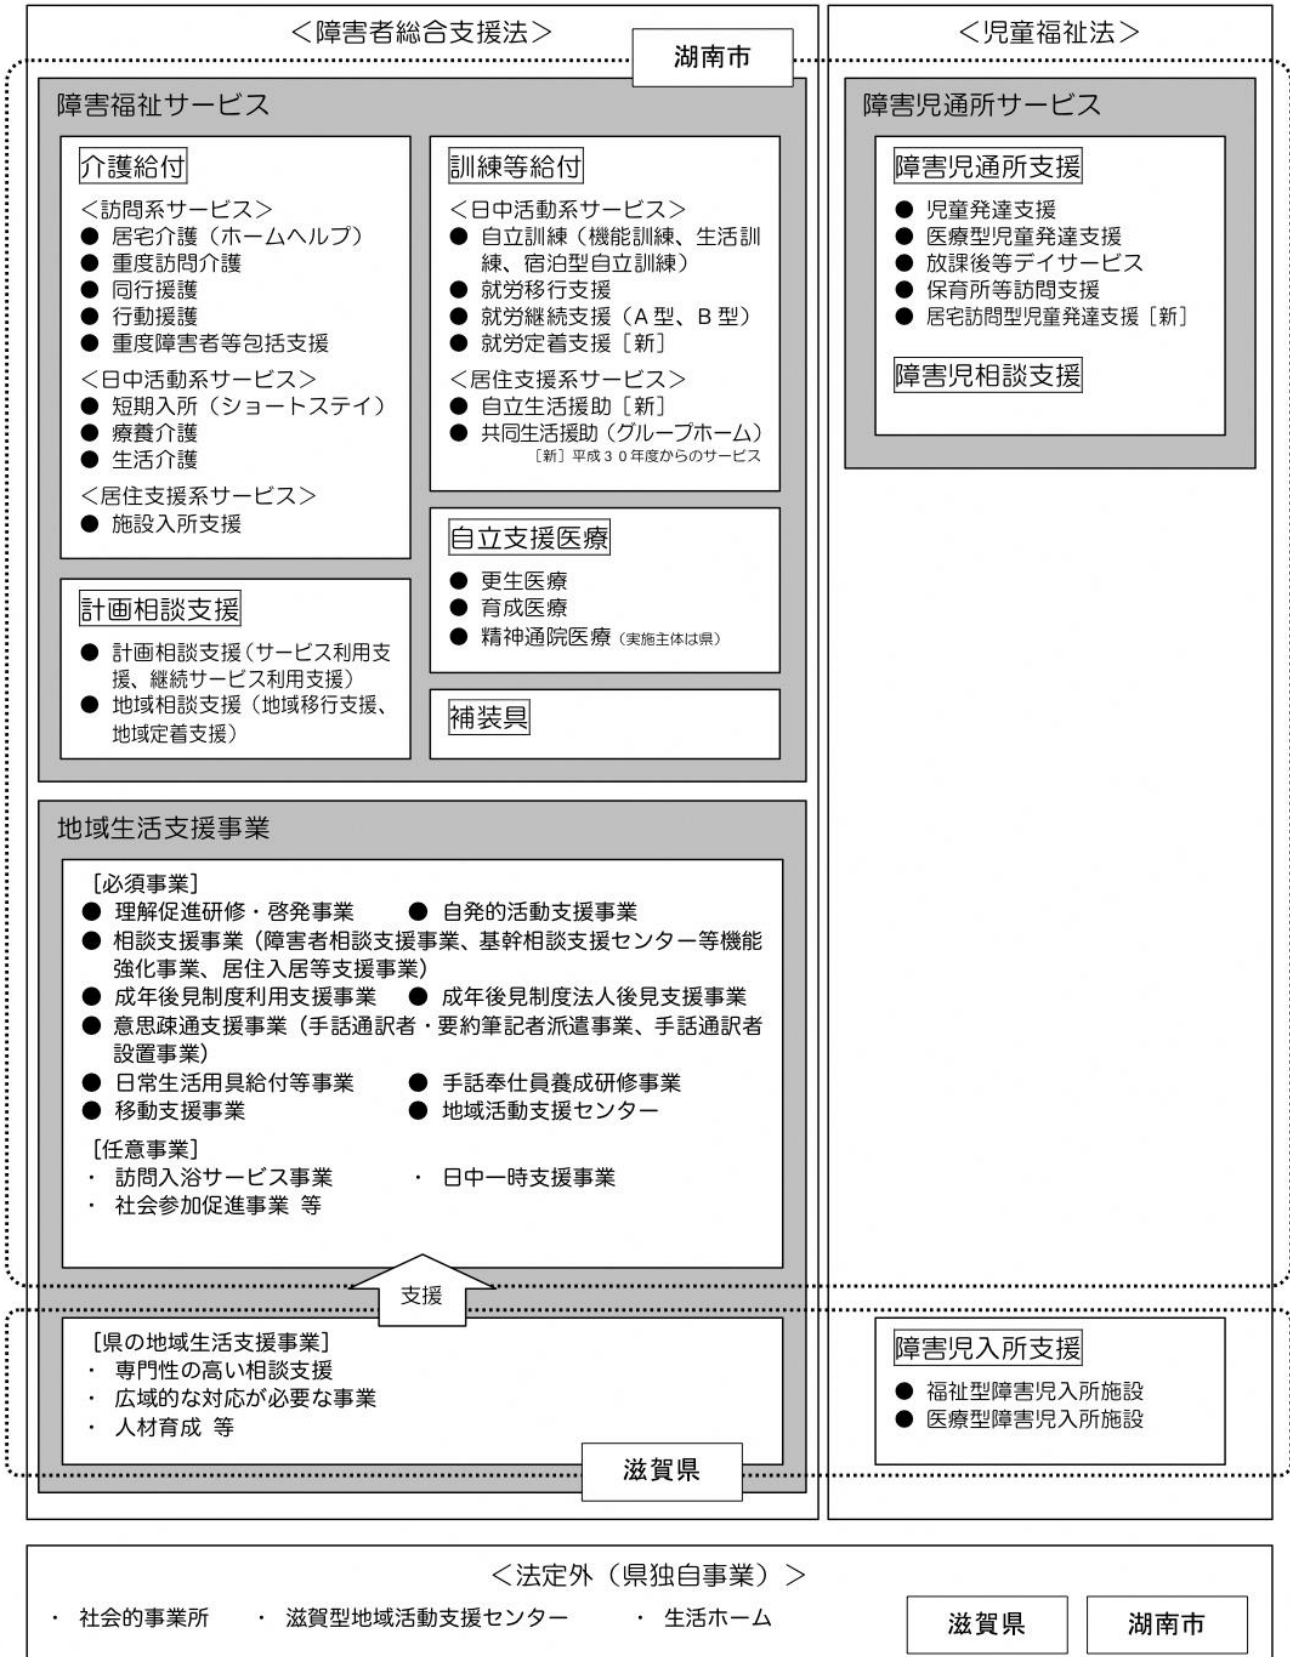 ＜障害者総合支援法＞
湖南市
障害福祉サービス
介護給付
＜訪問系サービス＞
● 居宅介護（ホームヘルプ）
● 重度訪問介護
● 同行援護
● 行動援護
● 重度障害者等包括支援
＜日中活動系サービス＞
● 短期入所（ショートステイ）
● 療養介護
● 生活介護
＜居住支援系サービス＞
● 施設入所支援
計画相談支援
● 計画相談支援（サービス利用支
援、継続サービス利用支援）
● 地域相談支援（地域移行支援、
地域定着支援）
訓練等給付
＜日中活動系サービス＞
● 自立訓練（機能訓練、生活訓
練、宿泊型自立訓練）
● 就労移行支援
● 就労継続支援（A型、B型）
● 就労定着支援［新］
＜居住支援系サービス＞
● 自立生活援助［新］
● 共同生活援助（グループホーム）
［新］平成３０年度からのサービス
自立支援医療
● 更生医療
● 育成医療
● 精神通院医療（実施主体は県）
補装具
地域生活支援事業
［必須事業］
● 理解促進研修・啓発事業 ● 自発的活動支援事業
● 相談支援事業（障害者相談支援事業、基幹相談支援センター等機能
強化事業、居住入居等支援事業）
● 成年後見制度利用支援事業 ● 成年後見制度法人後見支援事業
● 意思疎通支援事業（手話通訳者・要約筆記者派遣事業、手話通訳者
設置事業）
● 日常生活用具給付等事業 ● 手話奉仕員養成研修事業
● 移動支援事業 ● 地域活動支援センター
［任意事業］
・ 訪問入浴サービス事業 ・ 日中一時支援事業
・ 社会参加促進事業 等
支援
［県の地域生活支援事業］
・ 専門性の高い相談支援
・ 広域的な対応が必要な事業
・ 人材育成 等
滋賀県
＜児童福祉法＞
障害児通所サービス
障害児通所支援
● 児童発達支援
● 医療型児童発達支援
● 放課後等デイサービス
● 保育所等訪問支援
● 居宅訪問型児童発達支援［新］
障害児相談支援
障害児入所支援
● 福祉型障害児入所施設
● 医療型障害児入所施設
＜法定外（県独自事業）＞
・ 社会的事業所 ・ 滋賀型地域活動支援センター ・ 生活ホーム
滋賀県 湖南市